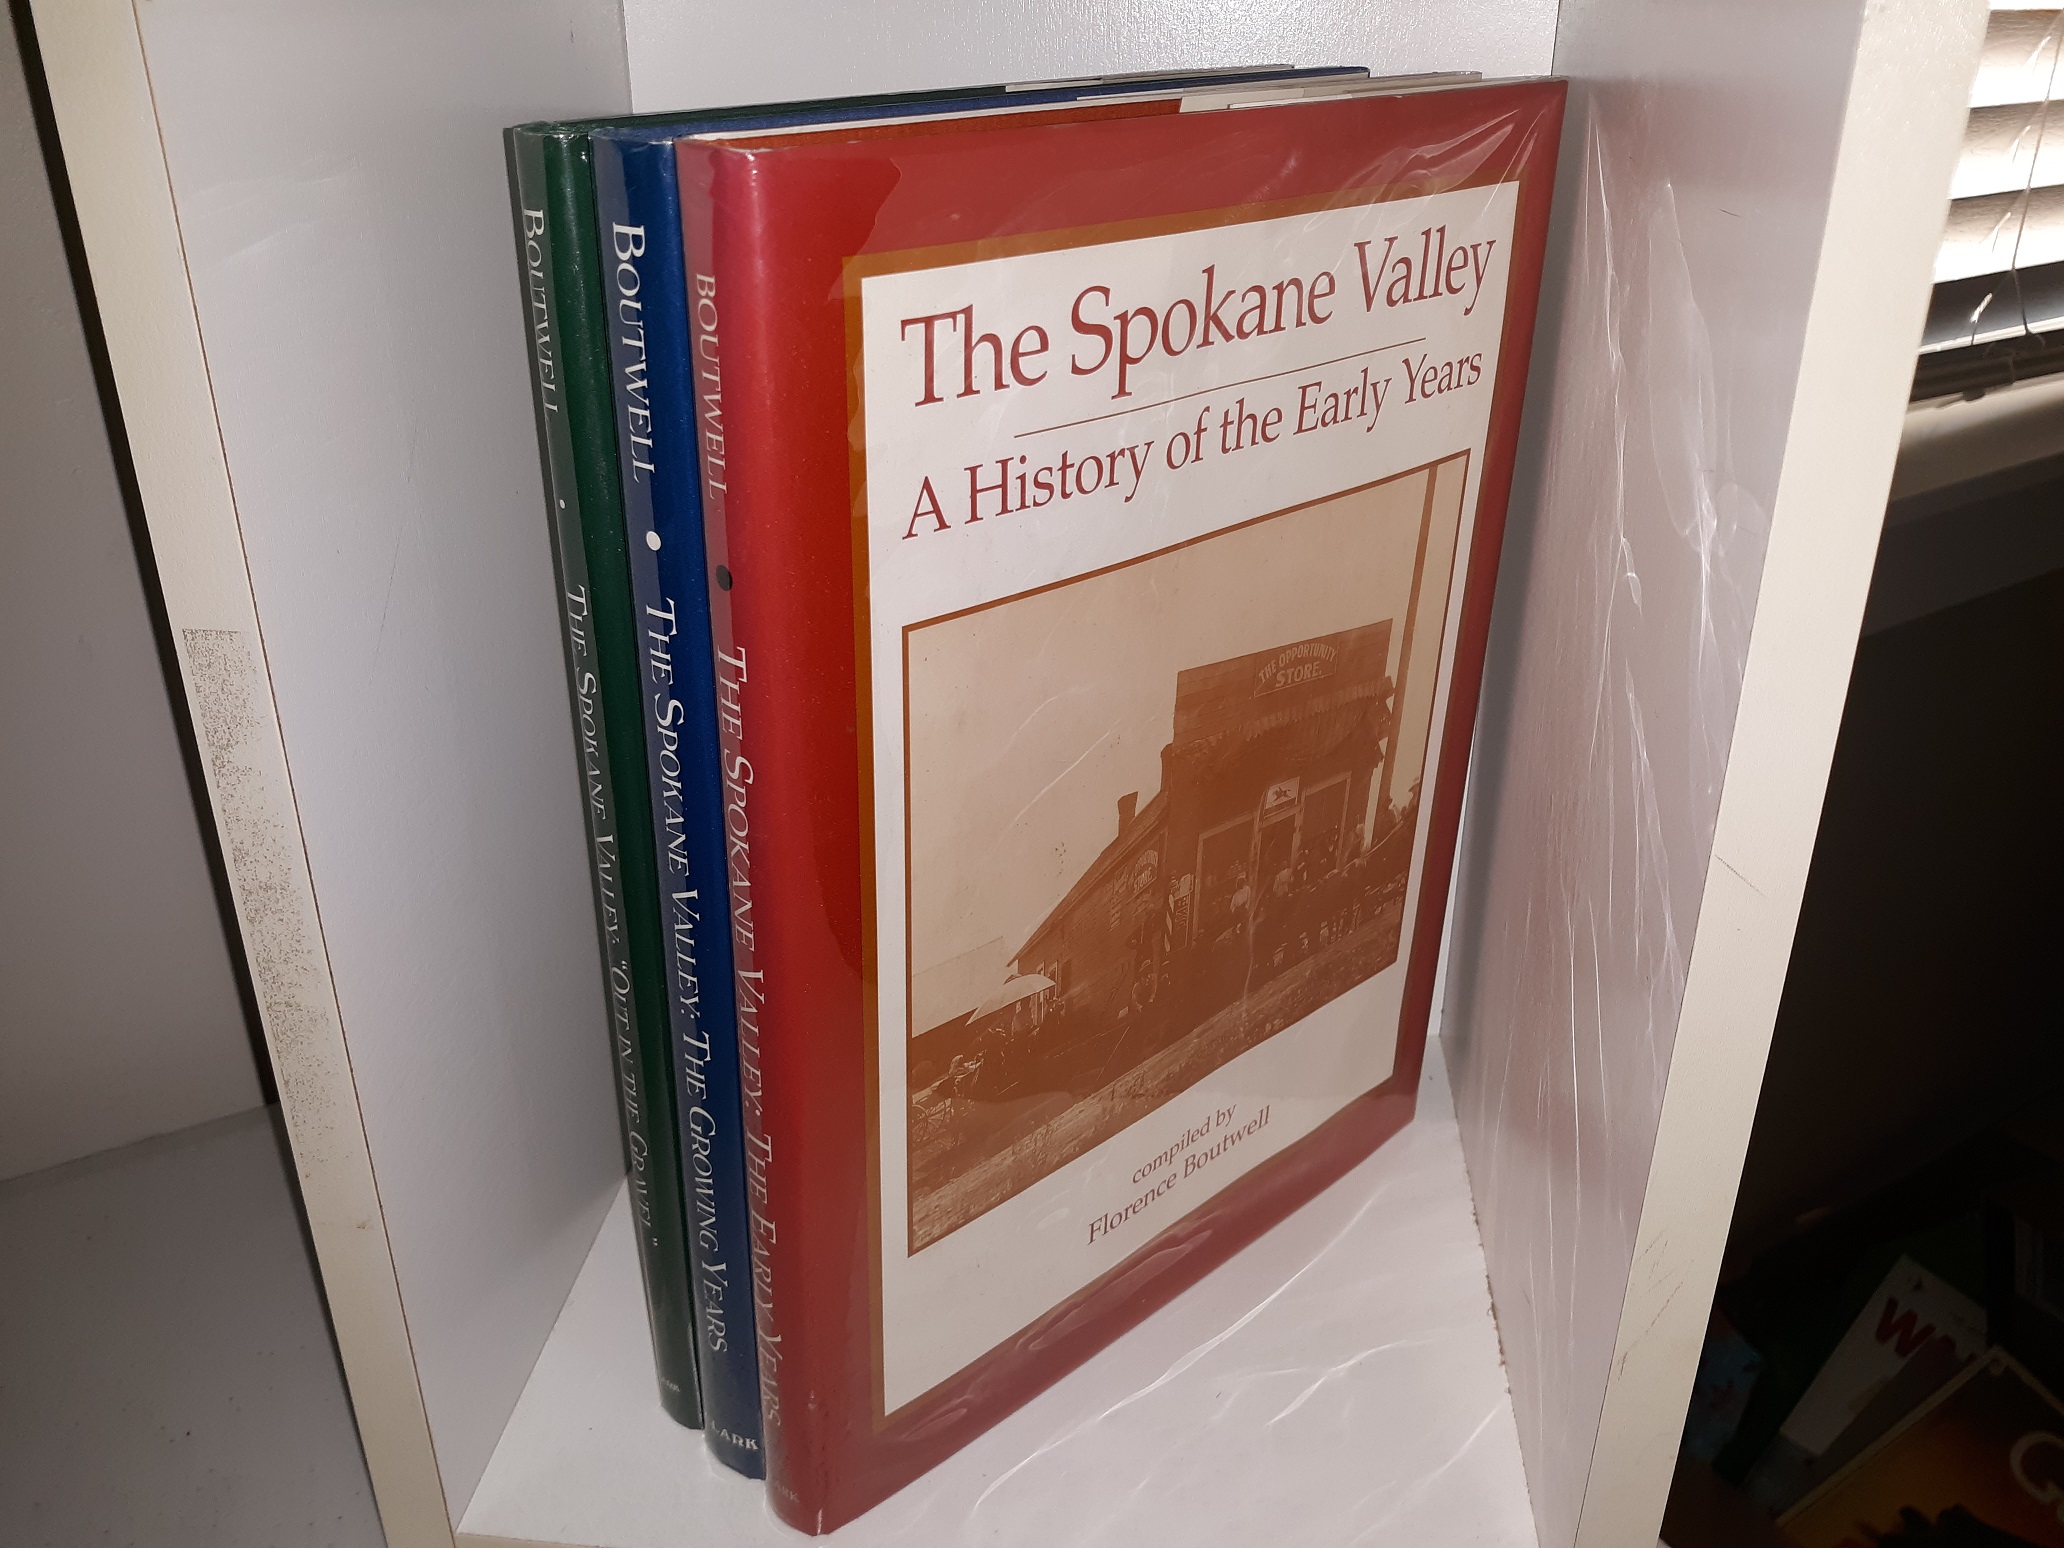 BOUTWELL • THE SPOKANE VALLEY: "OUT IN THE GRAVEL"
BOUTWELL • THE SPOKANE VALLEY: THE GROWING YEARS
LARK
BOUTWELL • THE SPOKANE VALLEY: THE EARLY YEARS
The Spokane Valley
A History of the Early Years
THE OPPORTUNITY
STORE.
compiled by
Florence Boutwell